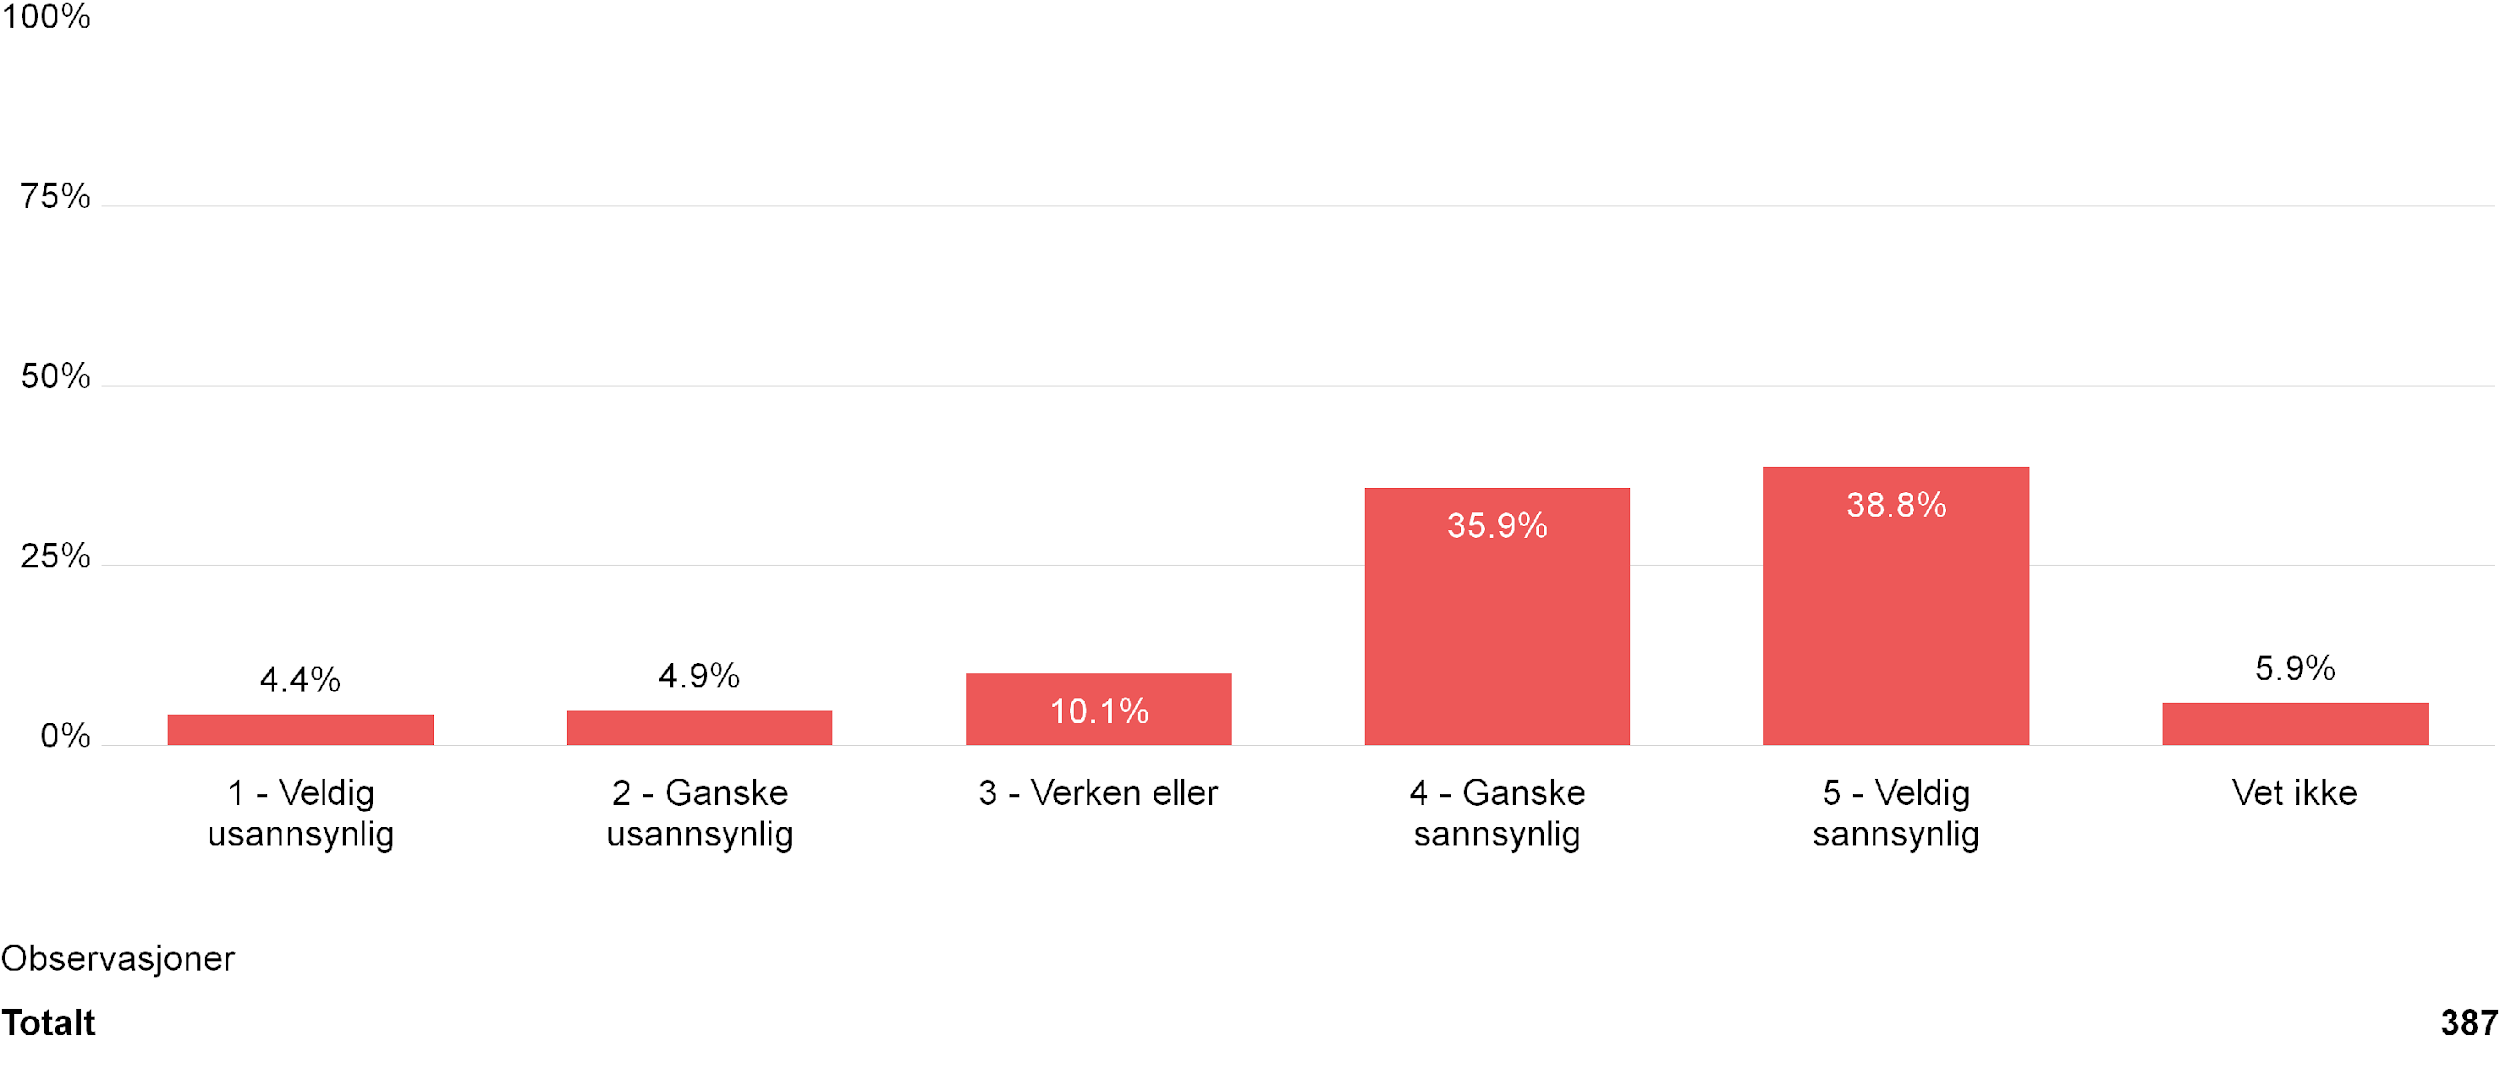 100%
75%
50%
25%
0%
4.4%
4.9%
10.1%
35.9%
38.8%
5.9%
1 - Veldig
usannsynlig
2 - Ganske
usannsynlig
3 - Verken eller
4 - Ganske
sannsynlig
5 - Veldig
sannsynlig
Vet ikke
Observasjoner
Totalt 387